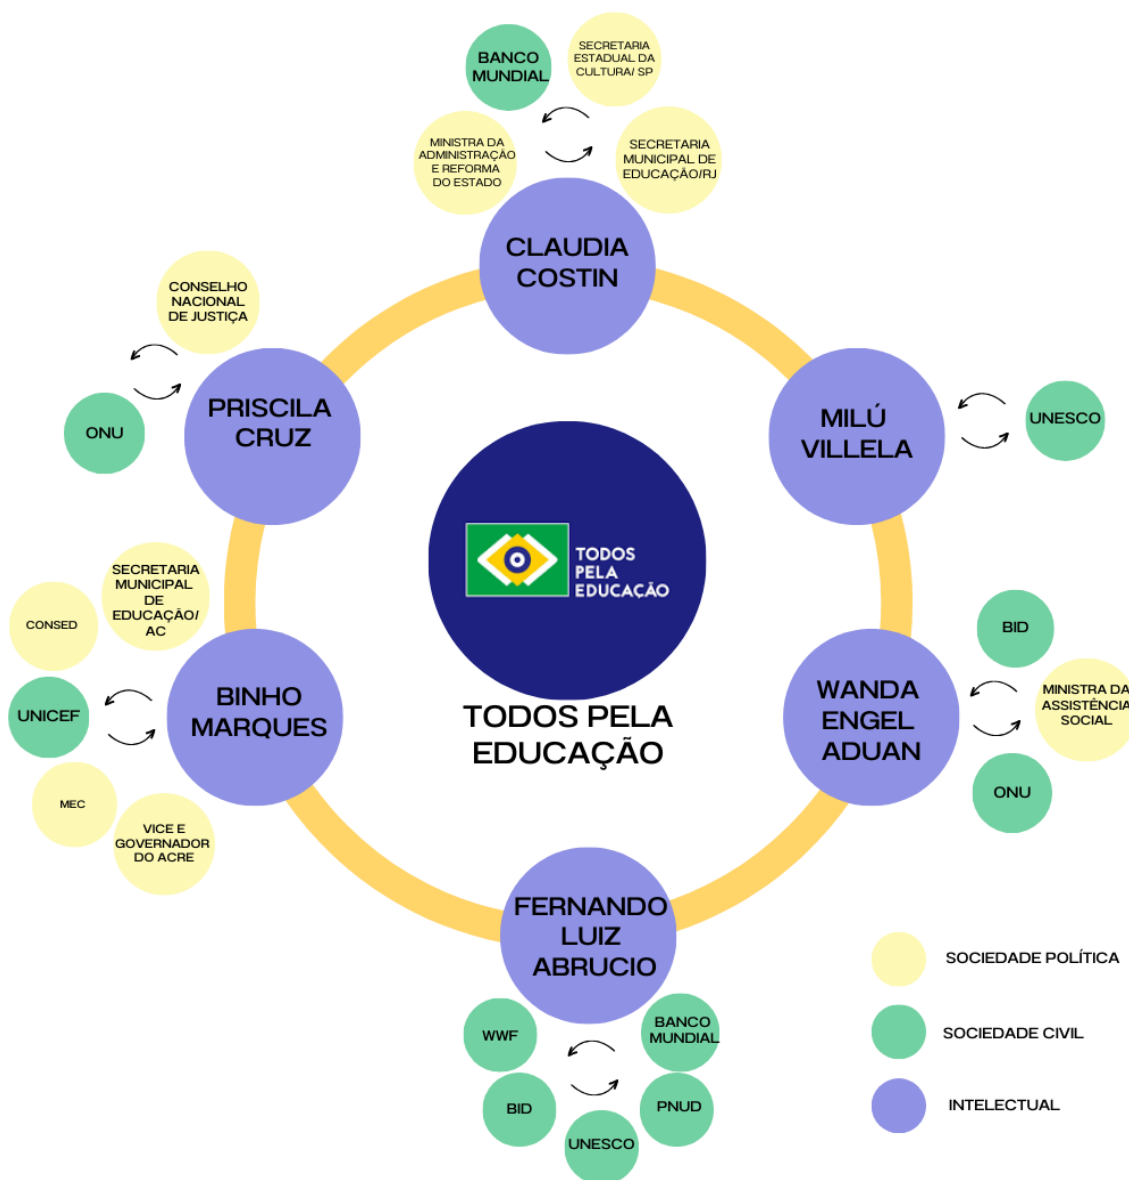 BANCO
MUNDIAL
SECRETARIA
ESTADUAL DA
CULTURA/ SP
MINISTRA DA
ADMINISTRAÇÃO
E REFORMA
DO ESTADO
SECRETARIA
MUNICIPAL DE
EDUCAÇÃO/RJ
CLAUDIA
COSTIN
CONSELHO
NACIONAL
DE JUSTIÇA
ONU
PRISCILA
CRUZ
MILÚ
VILLELA
UNESCO
TODOS
PELA
EDUCAÇÃO
TODOS PELA
EDUCAÇÃO
SECRETARIA
MUNICIPAL
DE
EDUCAÇÃO/
AC
CONSED
UNICEF
MEC
VICE E
GOVERNADOR
DO ACRE
BINHO
MARQUES
WANDA
ENGEL
ADUAN
BID
MINISTRA DA
ASSISTÊNCIA
SOCIAL
ONU
FERNANDO
LUIZ
ABRUCIO
WWF
BANCO
MUNDIAL
BID
PNUD
UNESCO
SOCIEDADE POLÍTICA
SOCIEDADE CIVIL
INTELECTUAL